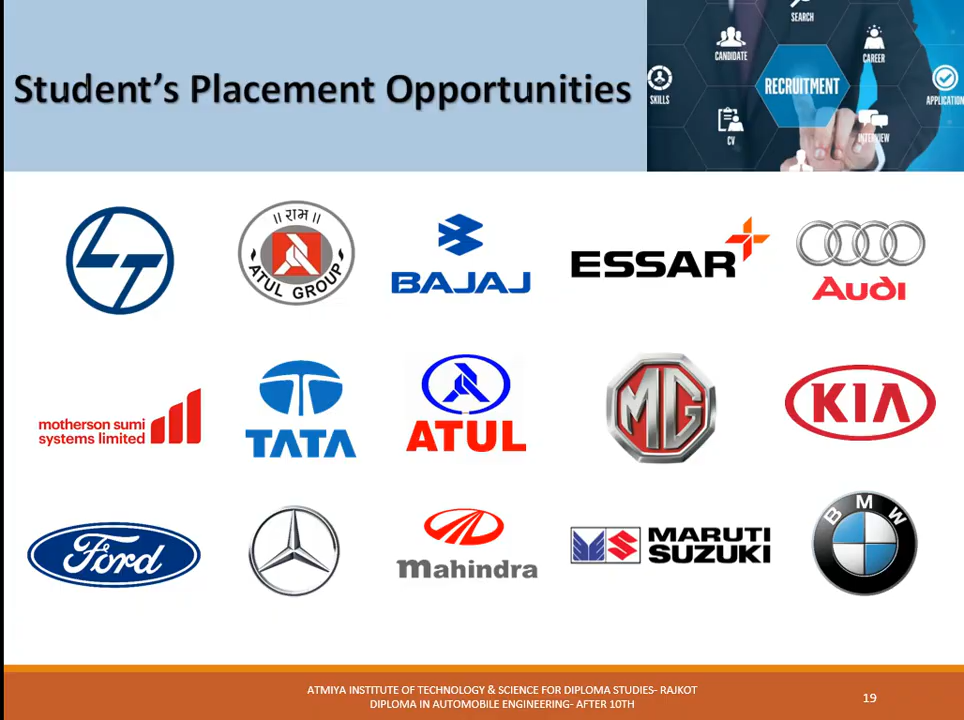 Student's Placement Opportunities
SEARCH
CANDIDATE
CAREER
SKILLS
RECRUITMENT
APPLICATION
CV
INTERVIEW
LT
॥ राम ॥
ATUL GROUP
BAJAJ
ESSAR
Audi
motherson sumi
systems limited
TATA
ATUL
MG
KIA
Ford
mahindra
MARUTI
SUZUKI
BMW
ATMIYA INSTITUTE OF TECHNOLOGY & SCIENCE FOR DIPLOMA STUDIES- RAJKOT
DIPLOMA IN AUTOMOBILE ENGINEERING- AFTER 10TH
19